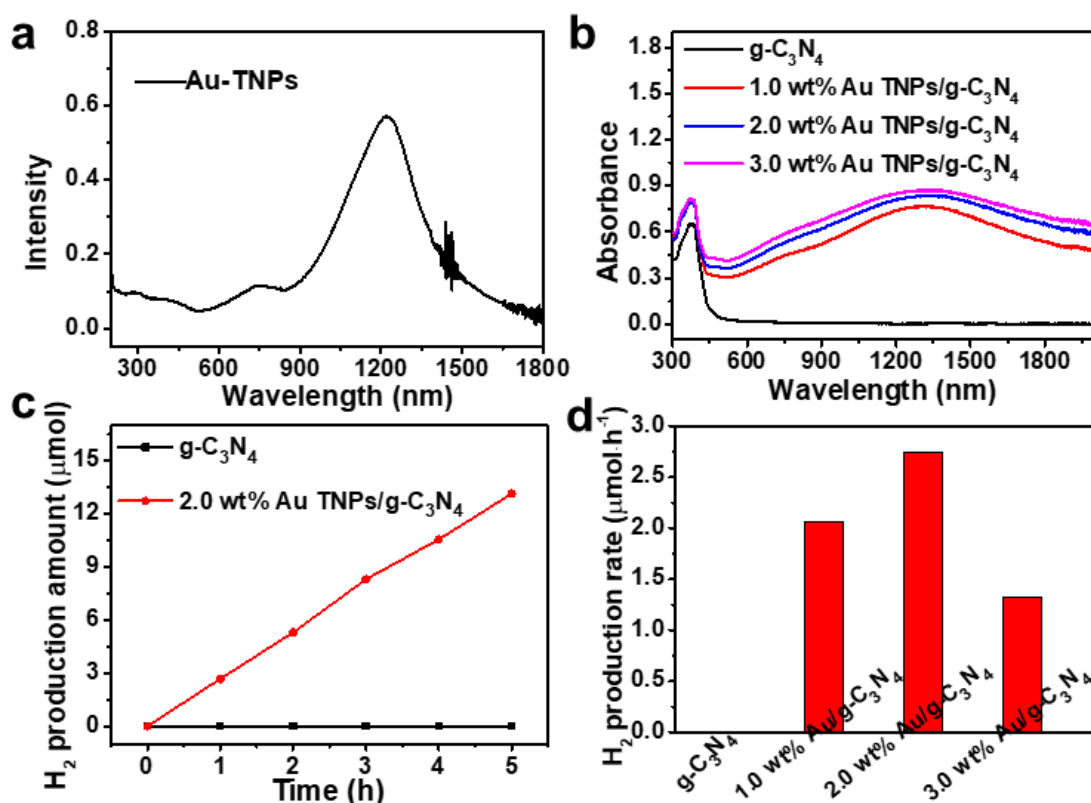 a
Au-TNPs
0.8
0.6
0.4
0.2
0.0
Intensity
300 600 900 1200 1500 1800
Wavelength (nm)
b
g-C₃N₄
1.0 wt% Au TNPs/g-C₃N₄
2.0 wt% Au TNPs/g-C₃N₄
3.0 wt% Au TNPs/g-C₃N₄
1.8
1.5
1.2
0.9
0.6
0.3
0.0
Absorbance
300 600 900 1200 1500 1800
Wavelength (nm)
c
g-C₃N₄
2.0 wt% Au TNPs/g-C₃N₄
15
12
9
6
3
0
H₂ production amount (μmol)
0 1 2 3 4 5
Time (h)
d
3.0
2.5
2.0
1.5
1.0
0.5
0.0
H₂ production rate (μmol·h⁻¹)
g-C₃N₄
1.0 wt% Au/g-C₃N₄
2.0 wt% Au/g-C₃N₄
3.0 wt% Au/g-C₃N₄